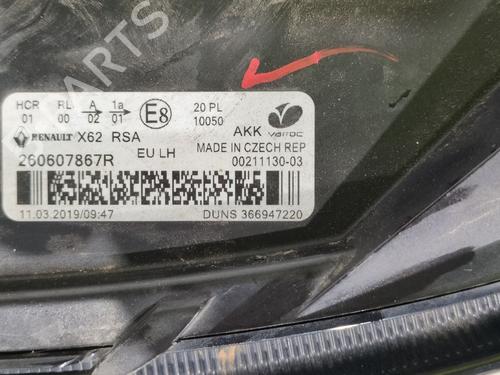 PARTS
HCR RL A 1a
01 00 02 01
E8
20 PL
10050
RENAULT X62 RSA
AKK varroc
260607867R
EU LH
MADE IN CZECH REP
00211130-03
11.03.2019/09:47
DUNS 366947220